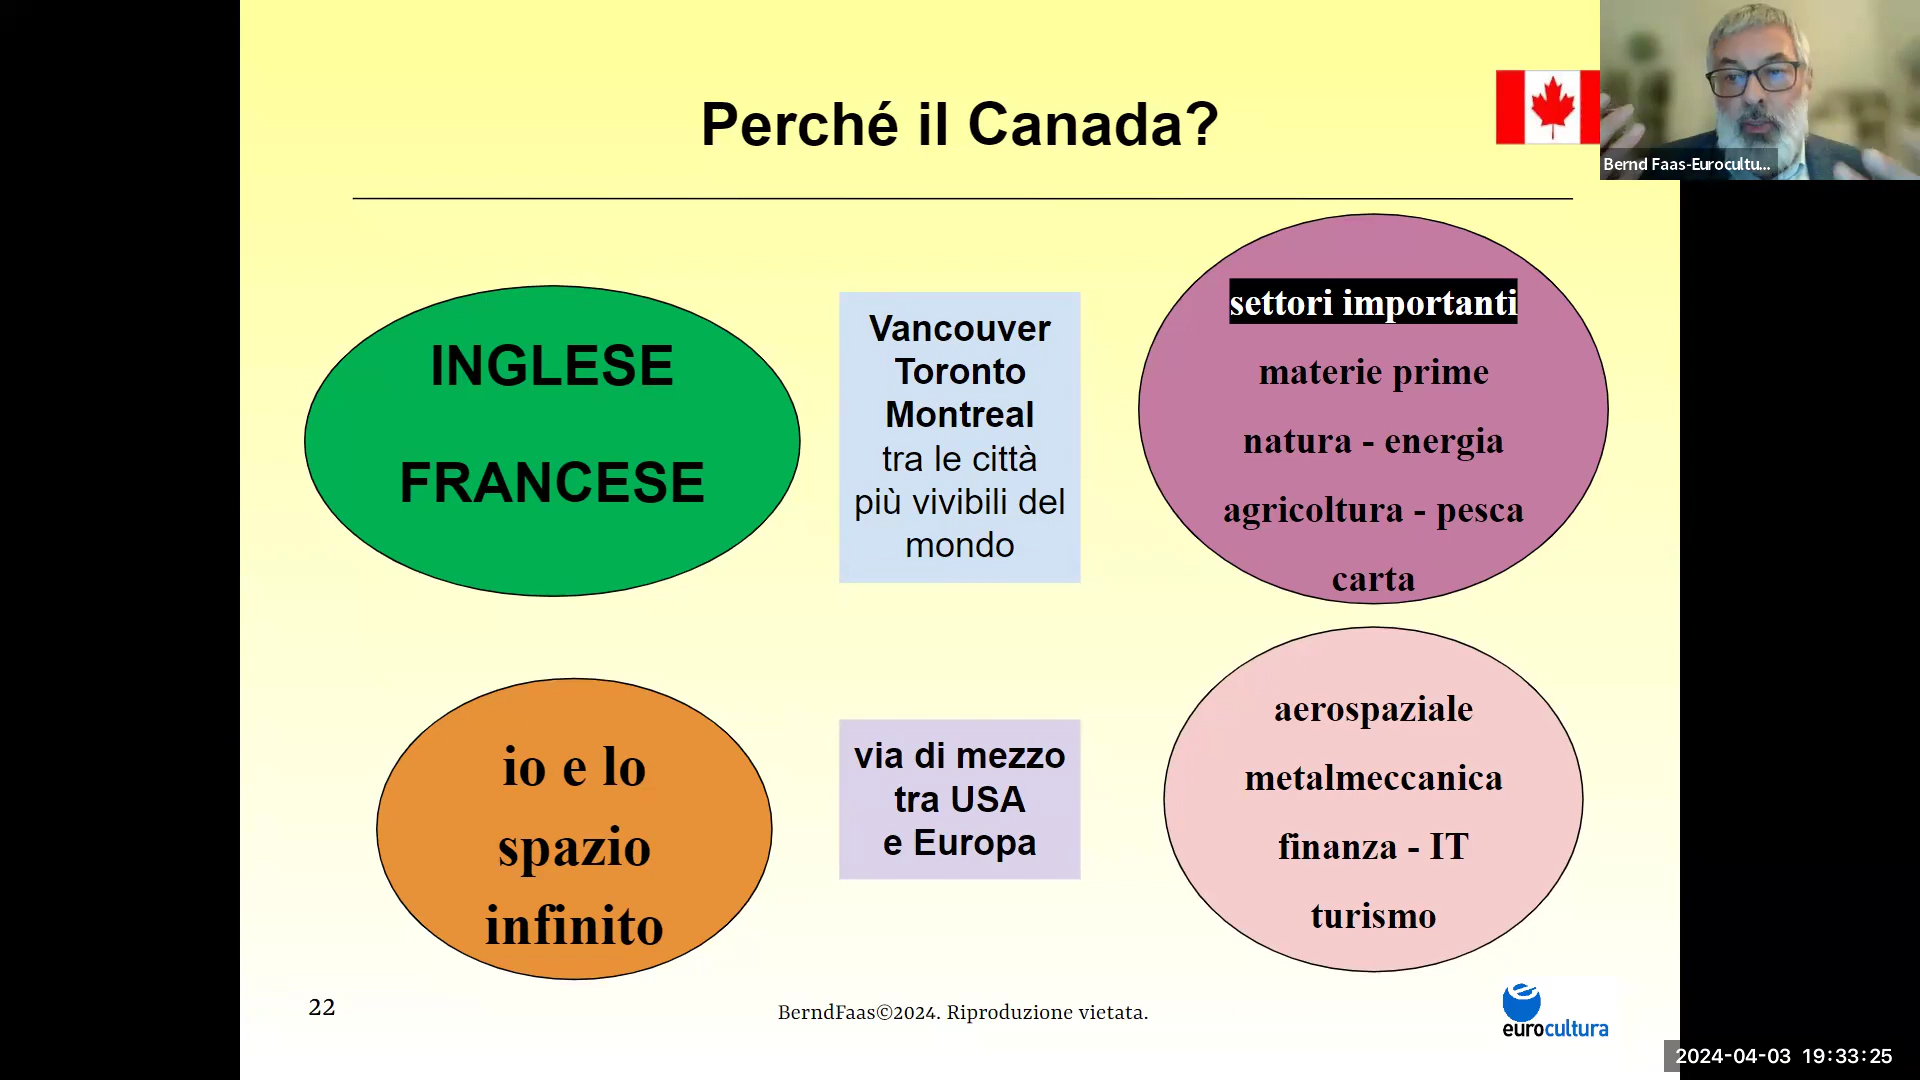 Perché il Canada?
Bernd Faas-Eurocultu...
INGLESE
FRANCESE
Vancouver
Toronto
Montreal
tra le città
più vivibili del
mondo
settori importanti
materie prime
natura - energia
agricoltura - pesca
carta
io e lo
spazio
infinito
via di mezzo
tra USA
e Europa
aerospaziale
metalmeccanica
finanza - IT
turismo
22
BerndFaas©2024. Riproduzione vietata.
eurocultura
2024-04-03 19:33:25